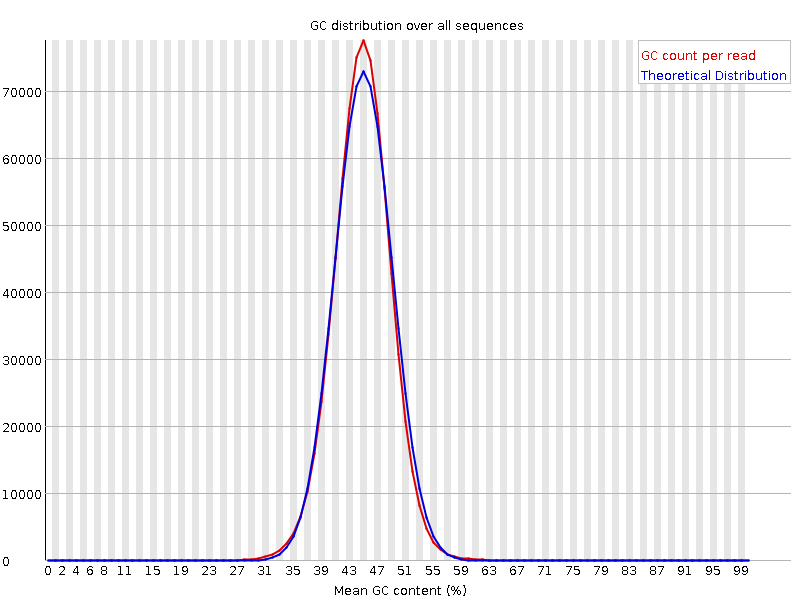 GC distribution over all sequences
GC count per read
Theoretical Distribution
70000
60000
50000
40000
30000
20000
10000
0
0 2 4 6 8 11 15 19 23 27 31 35 39 43 47 51 55 59 63 67 71 75 79 83 87 91 95 99
Mean GC content (%)